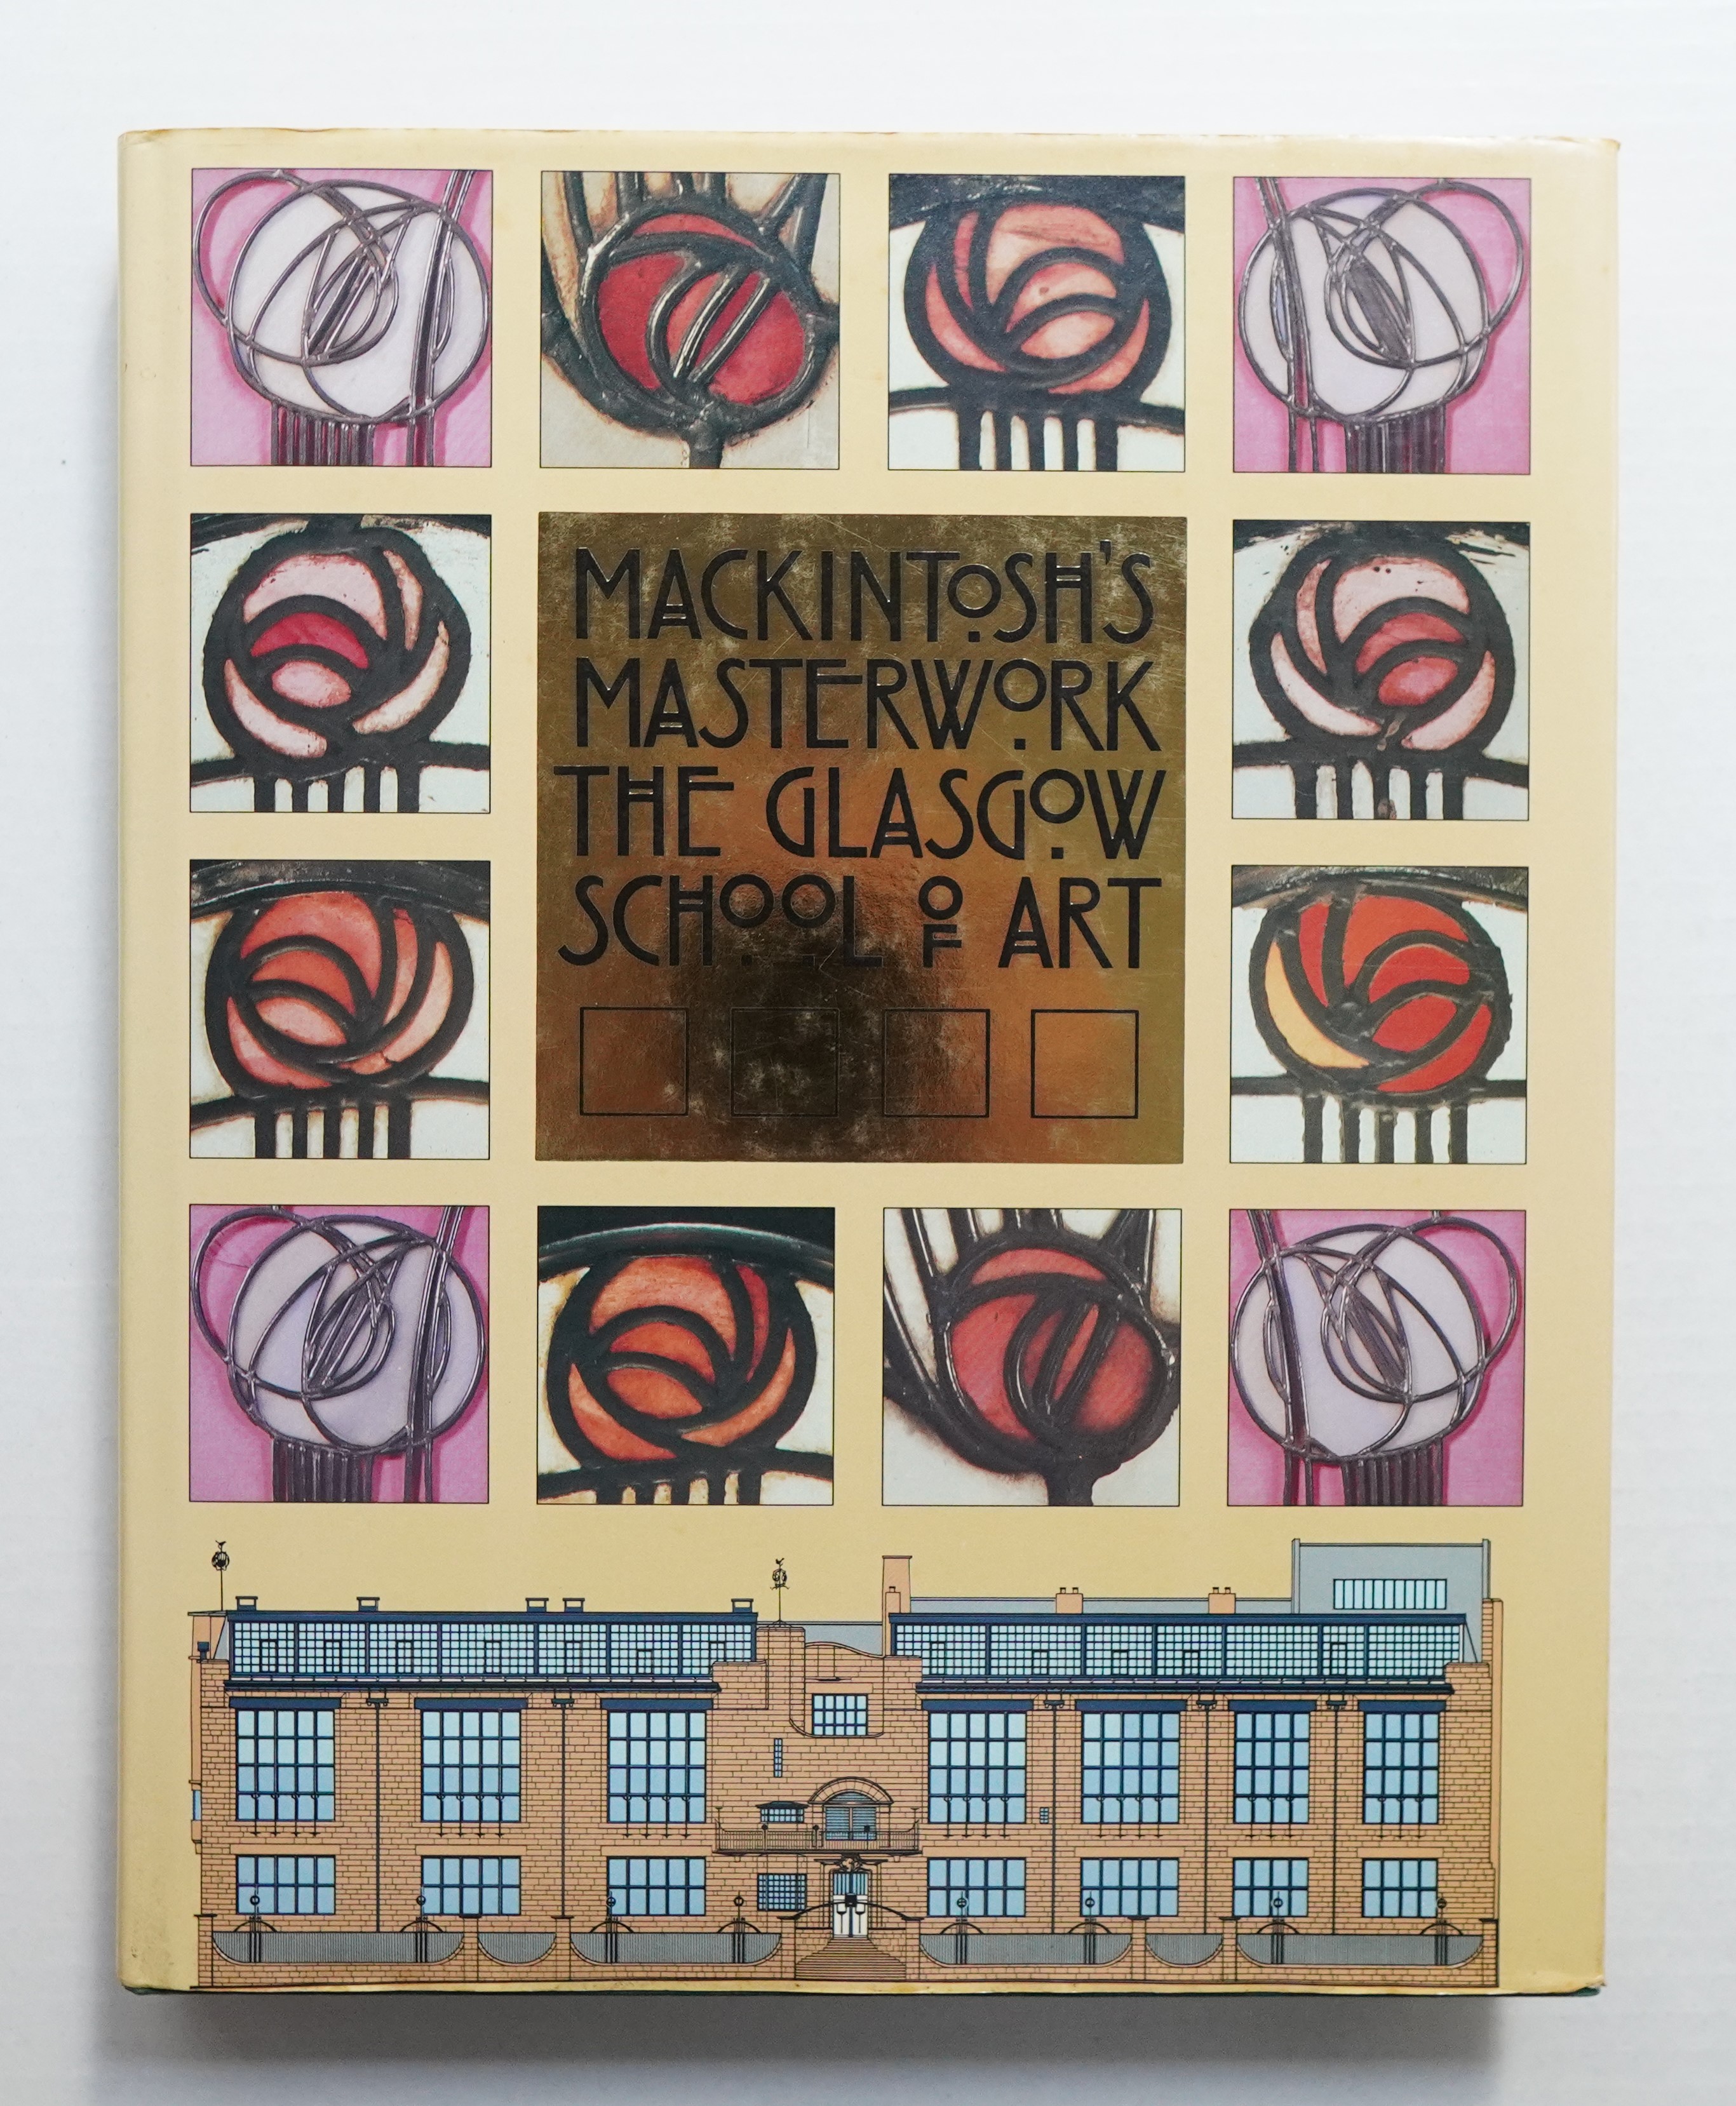 MACKINTOSH'S
MASTERWORK
THE GLASGOW
SCHOOL OF ART